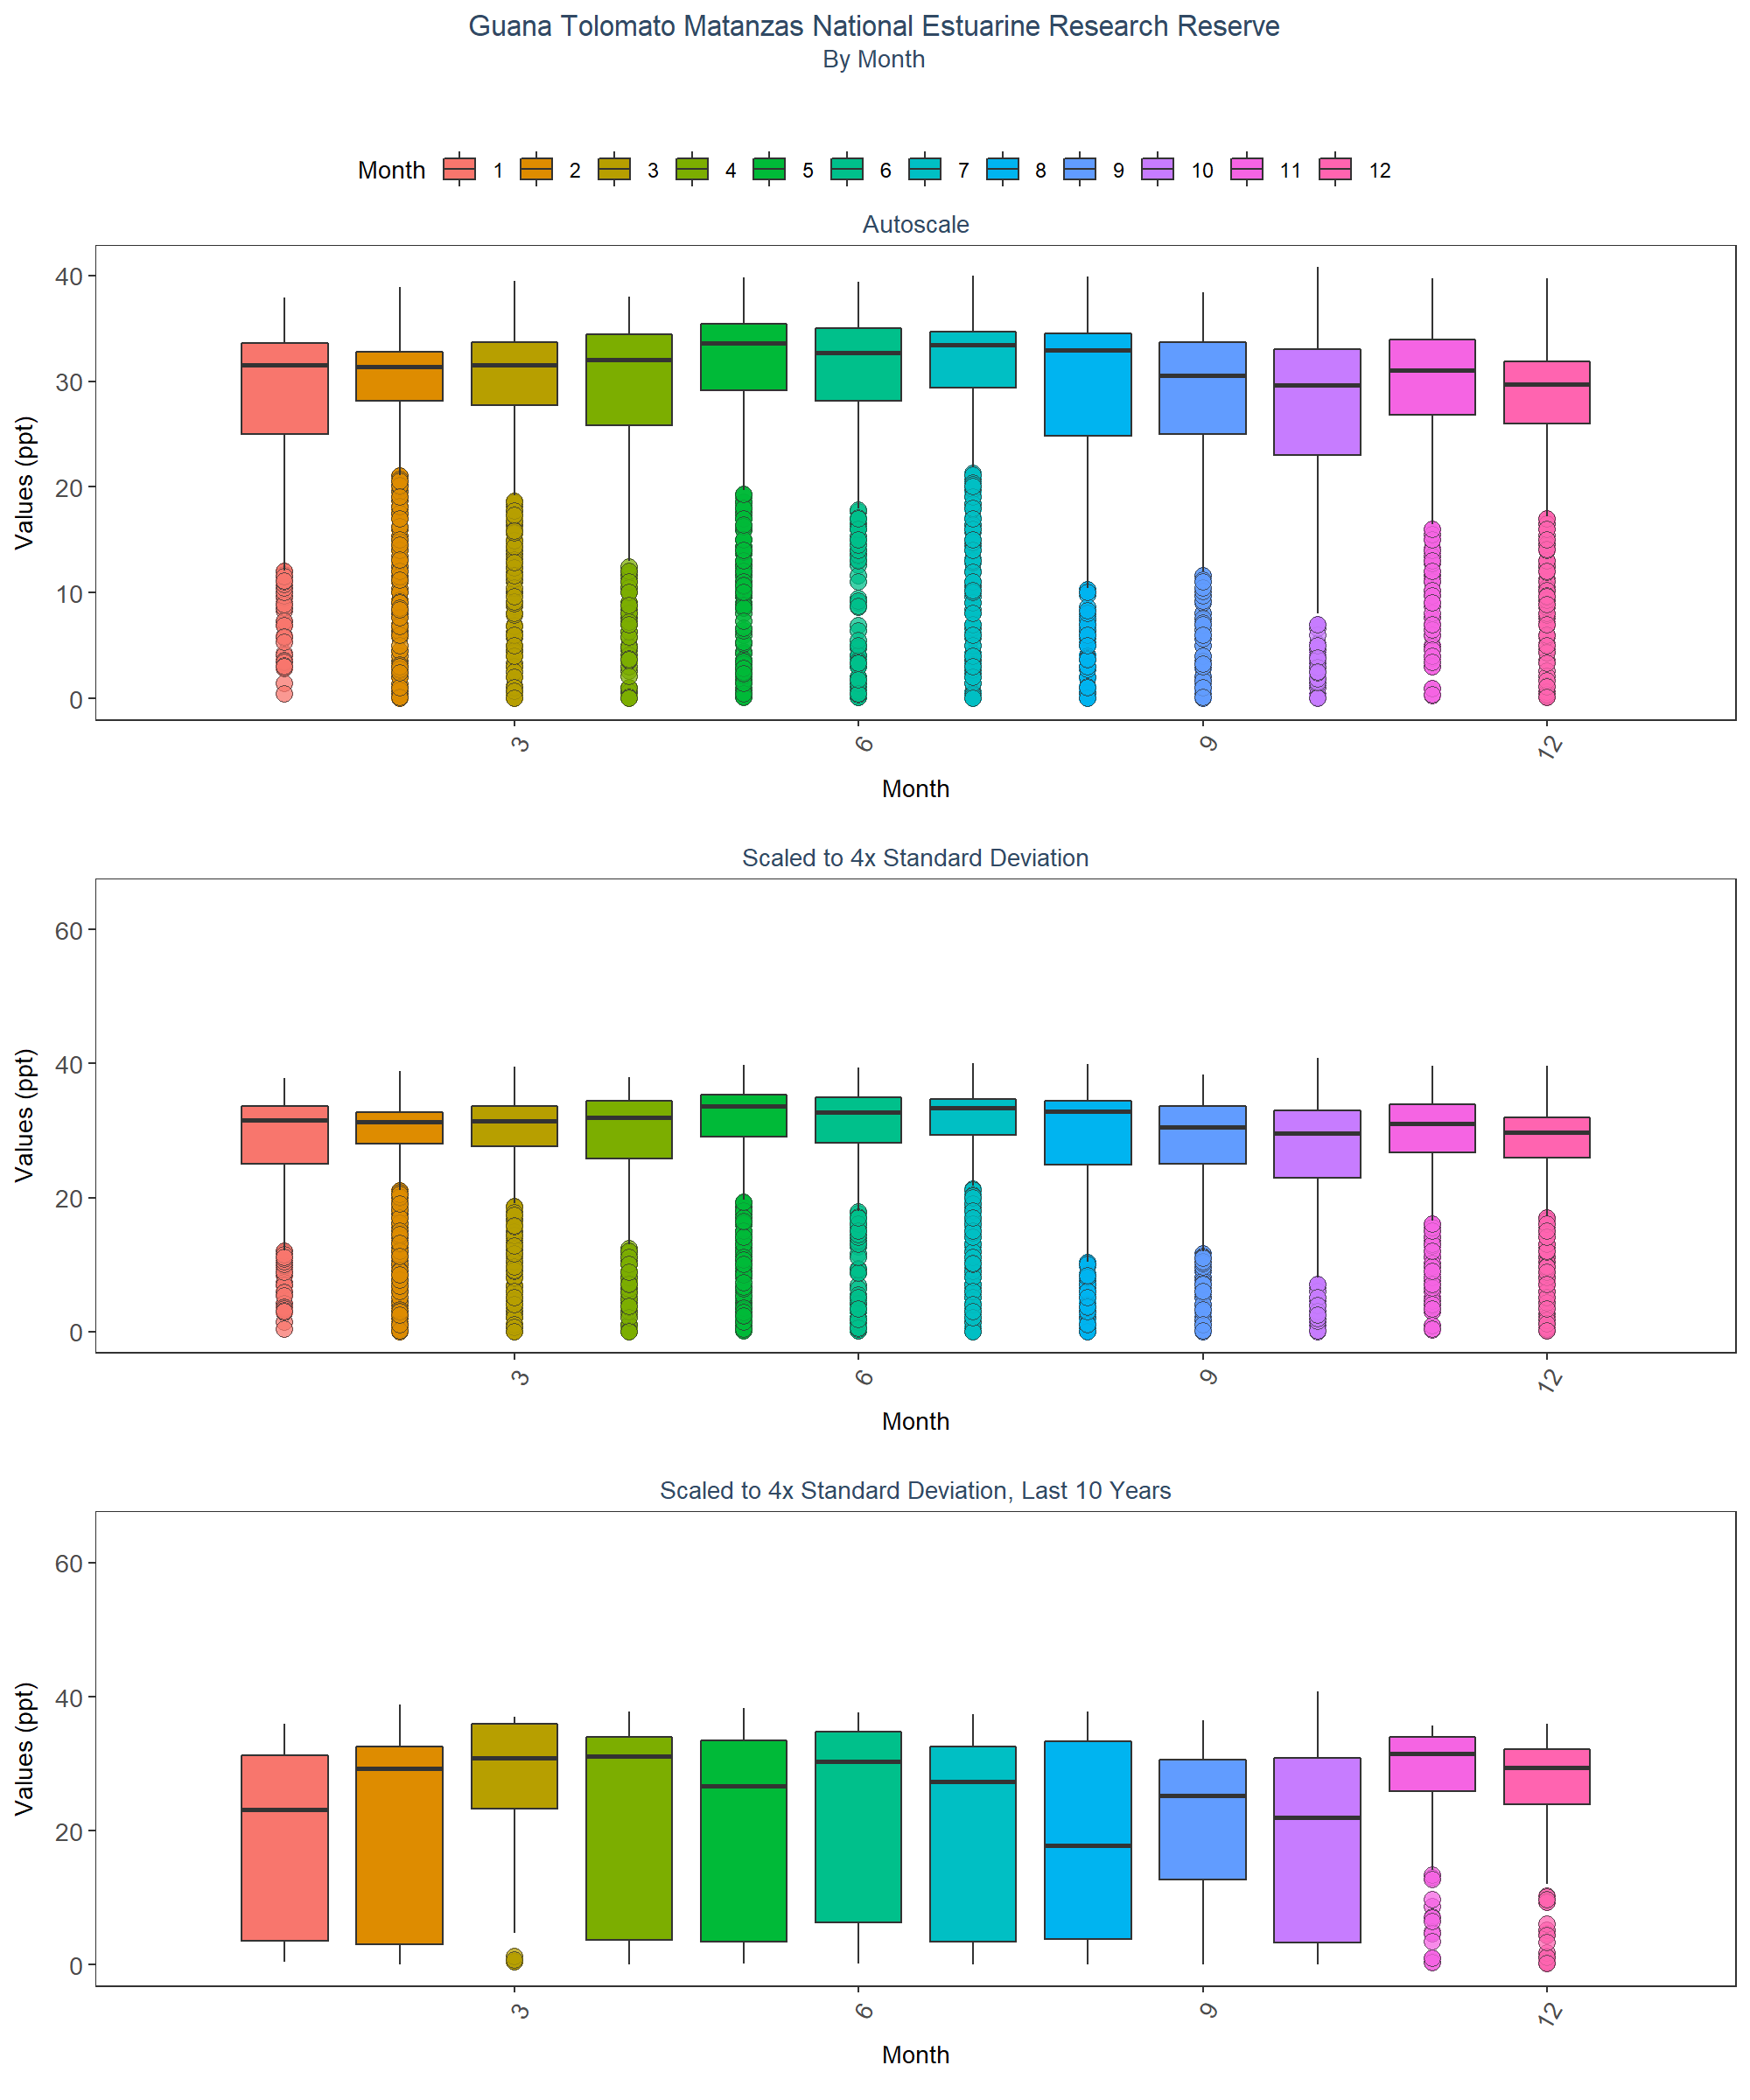 Guana Tolomato Matanzas National Estuarine Research Reserve
By Month
Month 1 2 3 4 5 6 7 8 9 10 11 12
Autoscale
Values (ppt)
40
30
20
10
0
3 6 9 12
Month
Scaled to 4x Standard Deviation
Values (ppt)
60
40
20
0
3 6 9 12
Month
Scaled to 4x Standard Deviation, Last 10 Years
Values (ppt)
60
40
20
0
3 6 9 12
Month